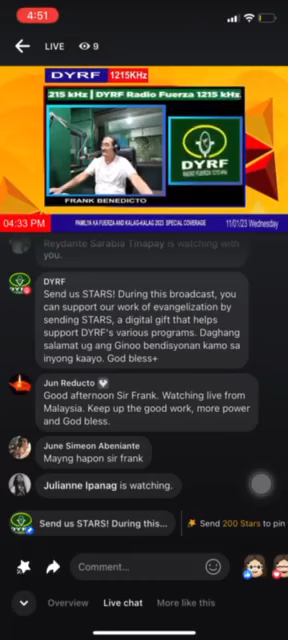 4:51
LIVE 9
DYRF 1215KHz
215 kHz | DYRF Radio Fuerza 1215 kHz
DYRF
RADIO FUERZA 1215 KHz
FRANK BENEDICTO
04:33 PM PAMILYA KA FUERZA AND KALAG-KALAG 2023 SPECIAL COVERAGE 11/01/23 Wednesday
Reydante Sarabia Tinapay is watching with
you.
DYRF
Send us STARS! During this broadcast, you
can support our work of evangelization by
sending STARS, a digital gift that helps
support DYRF's various programs. Daghang
salamat ug ang Ginoo bendisyonan kamo sa
inyong kaayo. God bless+
Jun Reducto
Good afternoon Sir Frank. Watching live from
Malaysia. Keep up the good work, more power
and God bless.
June Simeon Abeniante
Mayng hapon sir frank
Julianne Ipanag is watching.
Send us STARS! During this...
Send 200 Stars to pin
Comment...
Overview Live chat More like this